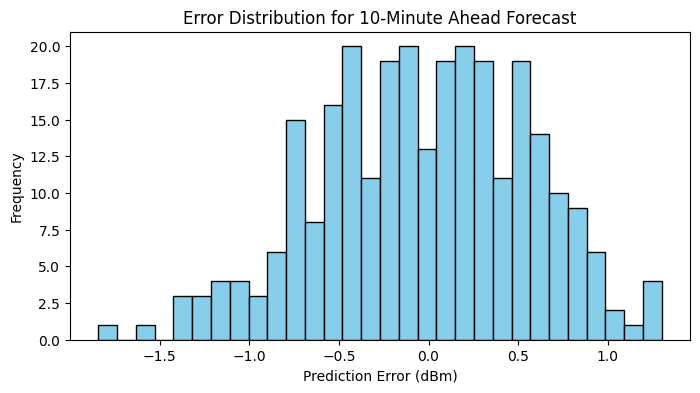 Error Distribution for 10-Minute Ahead Forecast
20.0
17.5
15.0
12.5
10.0
7.5
5.0
2.5
0.0
Frequency
−1.5 −1.0 −0.5 0.0 0.5 1.0
Prediction Error (dBm)